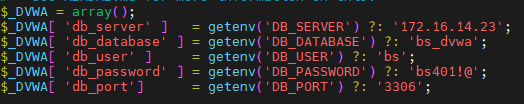 $_DVWA = array();
$_DVWA[ 'db_server' ]   = getenv('DB_SERVER') ?: '172.16.14.23';
$_DVWA[ 'db_database' ] = getenv('DB_DATABASE') ?: 'bs_dvwa';
$_DVWA[ 'db_user' ]     = getenv('DB_USER') ?: 'bs';
$_DVWA[ 'db_password' ] = getenv('DB_PASSWORD') ?: 'bs401!@';
$_DVWA[ 'db_port']      = getenv('DB_PORT') ?: '3306';